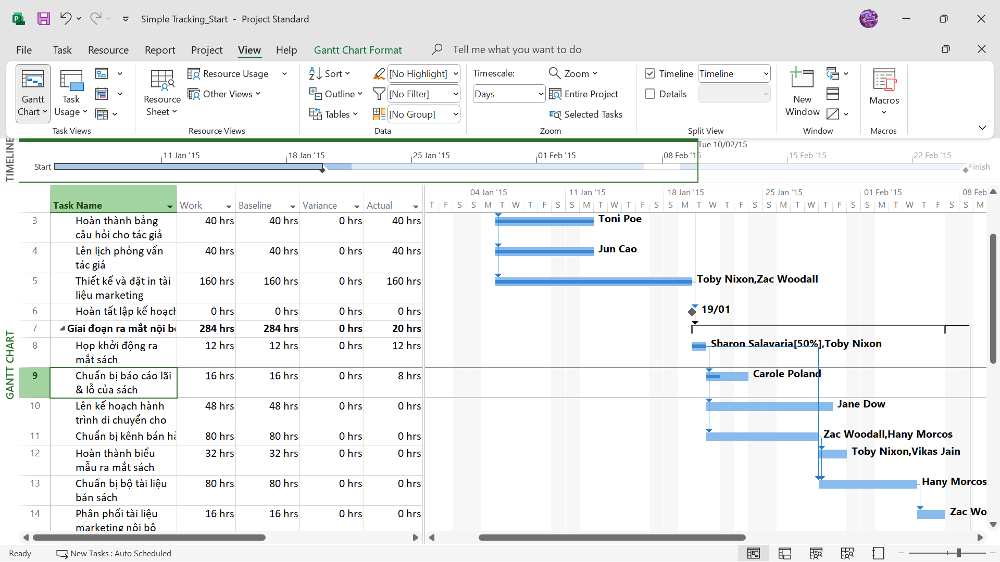 Simple Tracking_Start - Project Standard
File Task Resource Report Project View Help Gantt Chart Format Tell me what you want to do
Gantt Chart
Task Usage
Task Views
Resource Sheet
Resource Usage
Other Views
Resource Views
Sort
Outline
Tables
[No Highlight]
[No Filter]
[No Group]
Data
Timescale:
Days
Zoom
Entire Project
Selected Tasks
Zoom
Timeline Timeline
Details
Split View
New Window
Window
Macros
Macros
TIMELINE
Tue 10/02/15
11 Jan '15 18 Jan '15 25 Jan '15 01 Feb '15 08 Feb '15 15 Feb '15 22 Feb '15
Start Finish
GANTT CHART
Task Name Work Baseline Variance Actual
3 Hoàn thành bảng câu hỏi cho tác giả 40 hrs 40 hrs 0 hrs 40 hrs
4 Lên lịch phỏng vấn tác giả 40 hrs 40 hrs 0 hrs 40 hrs
5 Thiết kế và đặt in tài liệu marketing 160 hrs 160 hrs 0 hrs 160 hrs
6 Hoàn tất lập kế hoạch 0 hrs 0 hrs 0 hrs 0 hrs
7 Giai đoạn ra mắt nội b 284 hrs 284 hrs 0 hrs 20 hrs
8 Họp khởi động ra mắt sách 12 hrs 12 hrs 0 hrs 12 hrs
9 Chuẩn bị báo cáo lãi & lỗ của sách 16 hrs 16 hrs 0 hrs 8 hrs
10 Lên kế hoạch hành trình di chuyển cho 48 hrs 48 hrs 0 hrs 0 hrs
11 Chuẩn bị kênh bán h 80 hrs 80 hrs 0 hrs 0 hrs
12 Hoàn thành biểu mẫu ra mắt sách 32 hrs 32 hrs 0 hrs 0 hrs
13 Chuẩn bị bộ tài liệu bán sách 80 hrs 80 hrs 0 hrs 0 hrs
14 Phân phối tài liệu marketing nội bộ 16 hrs 16 hrs 0 hrs 0 hrs
04 Jan '15 11 Jan '15 18 Jan '15 25 Jan '15 01 Feb '15 08 Feb
T F S S M T W T F S S M T W T F S S M T W T F S S M T W T F S S M T W T F S S M
Toni Poe
Jun Cao
Toby Nixon,Zac Woodall
19/01
Sharon Salavaria[50%],Toby Nixon
Carole Poland
Jane Dow
Zac Woodall,Hany Morcos
Toby Nixon,Vikas Jain
Hany Morcos
Zac Wo
Ready New Tasks : Auto Scheduled